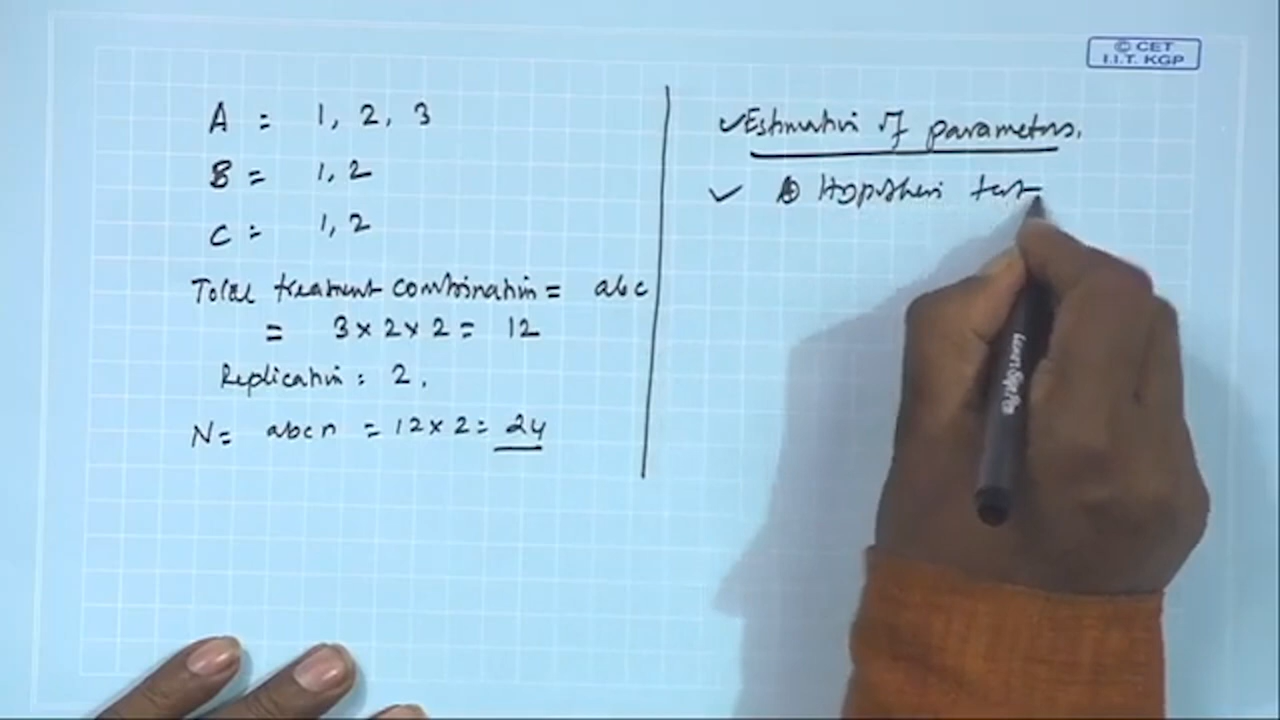 © CET
I.I.T. KGP
A = 1, 2, 3
B = 1, 2
C = 1, 2
Total treatment combination = abc
= 3 × 2 × 2 = 12
Replication : 2.
N = abcn = 12 × 2 = 24
✓ Estimation of parameters.
✓ Hypothesis test